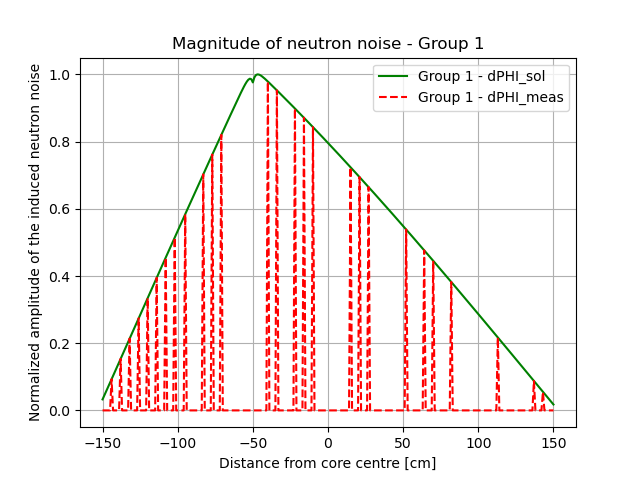 Magnitude of neutron noise - Group 1
Normalized amplitude of the induced neutron noise
1.0
0.8
0.6
0.4
0.2
0.0
Group 1 - dPHI_sol
Group 1 - dPHI_meas
−150
−100
−50
0
50
100
150
Distance from core centre [cm]